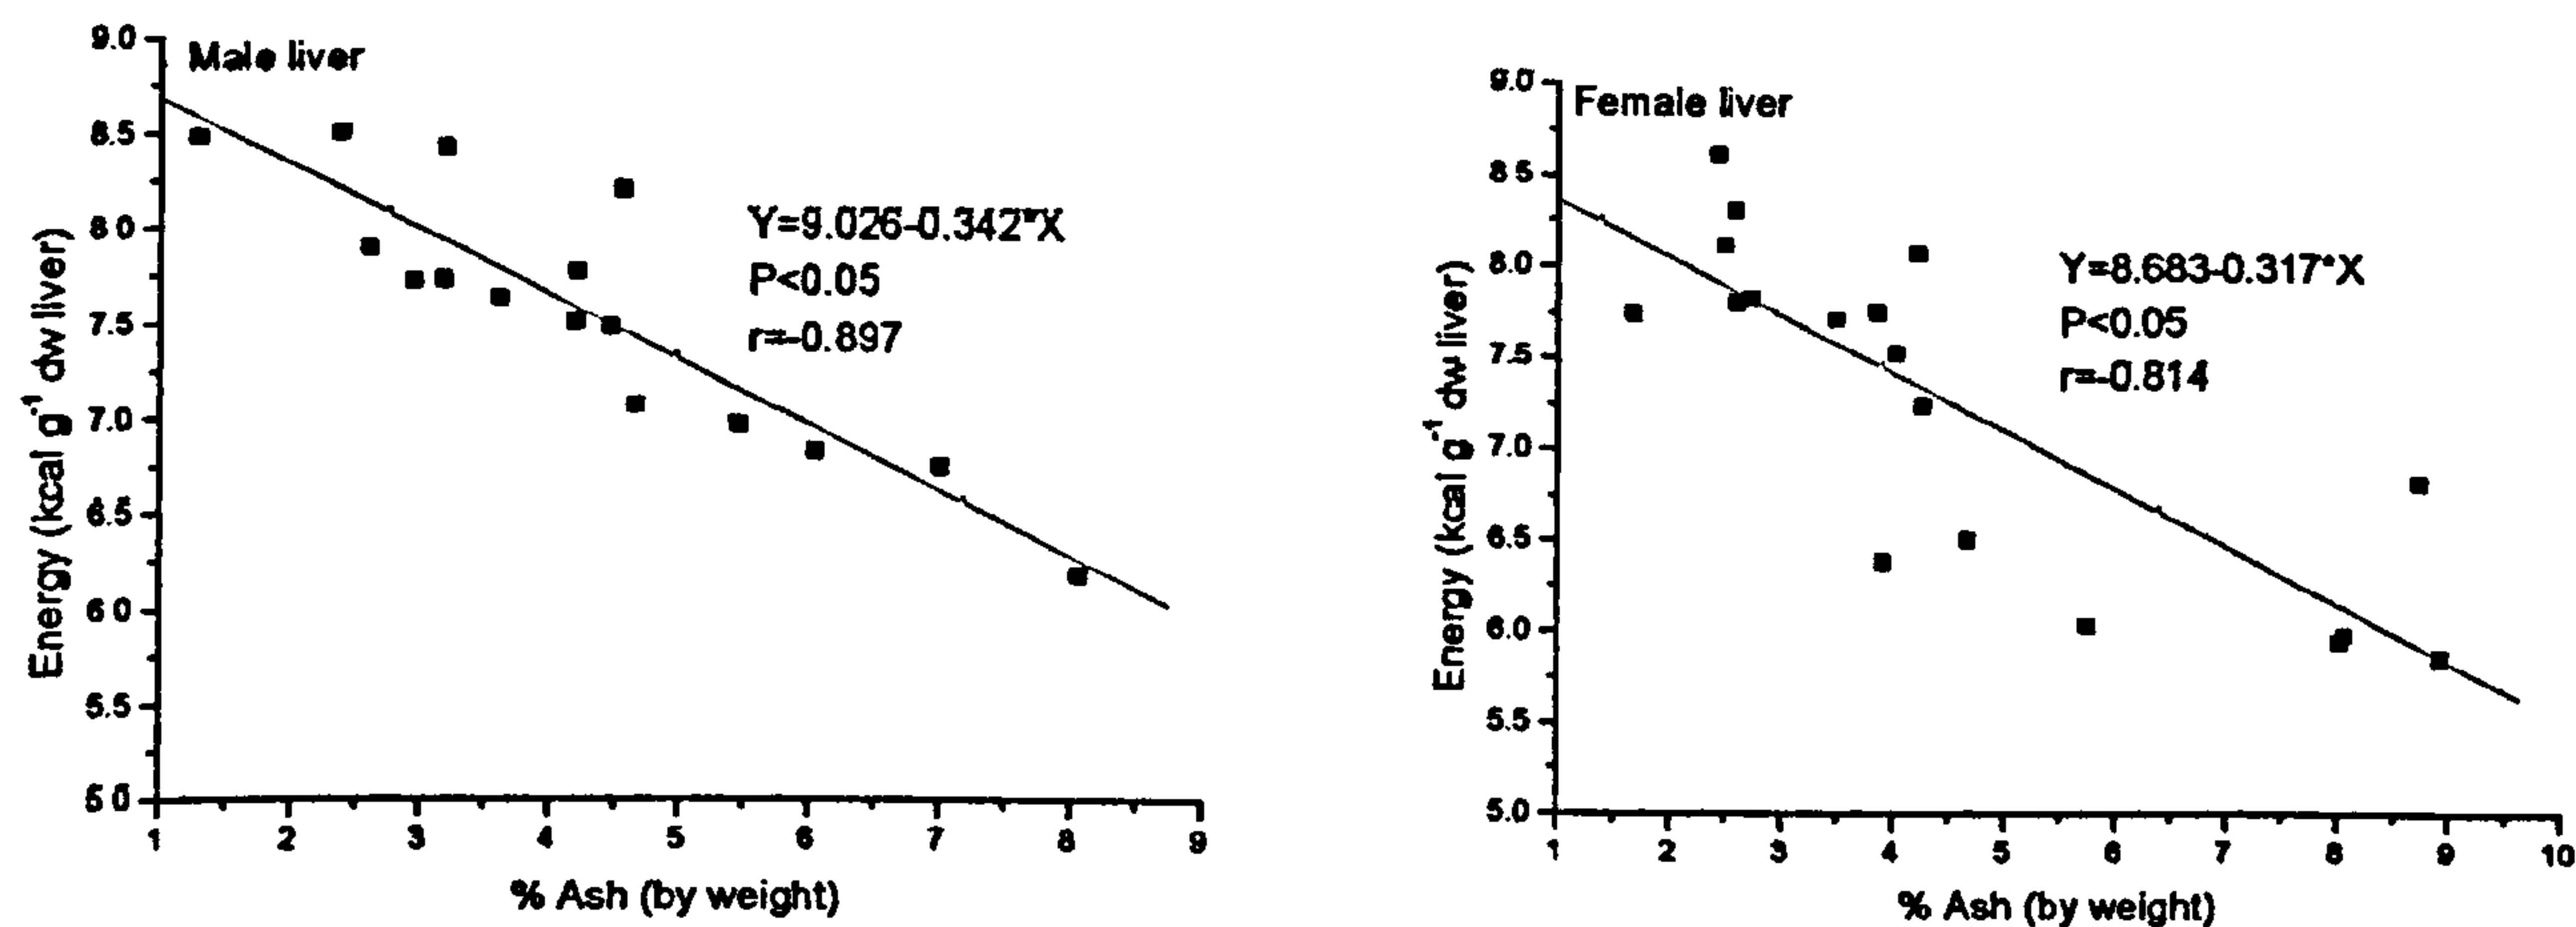 Male liver
9.0
8.5
8.0
7.5
7.0
6.5
6.0
5.5
5.0
Energy (kcal g⁻¹ dw liver)
Y=9.026-0.342*X
P<0.05
r=-0.897
1 2 3 4 5 6 7 8 9
% Ash (by weight)
Female liver
9.0
8.5
8.0
7.5
7.0
6.5
6.0
5.5
5.0
Energy (kcal g⁻¹ dw liver)
Y=8.683-0.317*X
P<0.05
r=-0.814
1 2 3 4 5 6 7 8 9 10
% Ash (by weight)